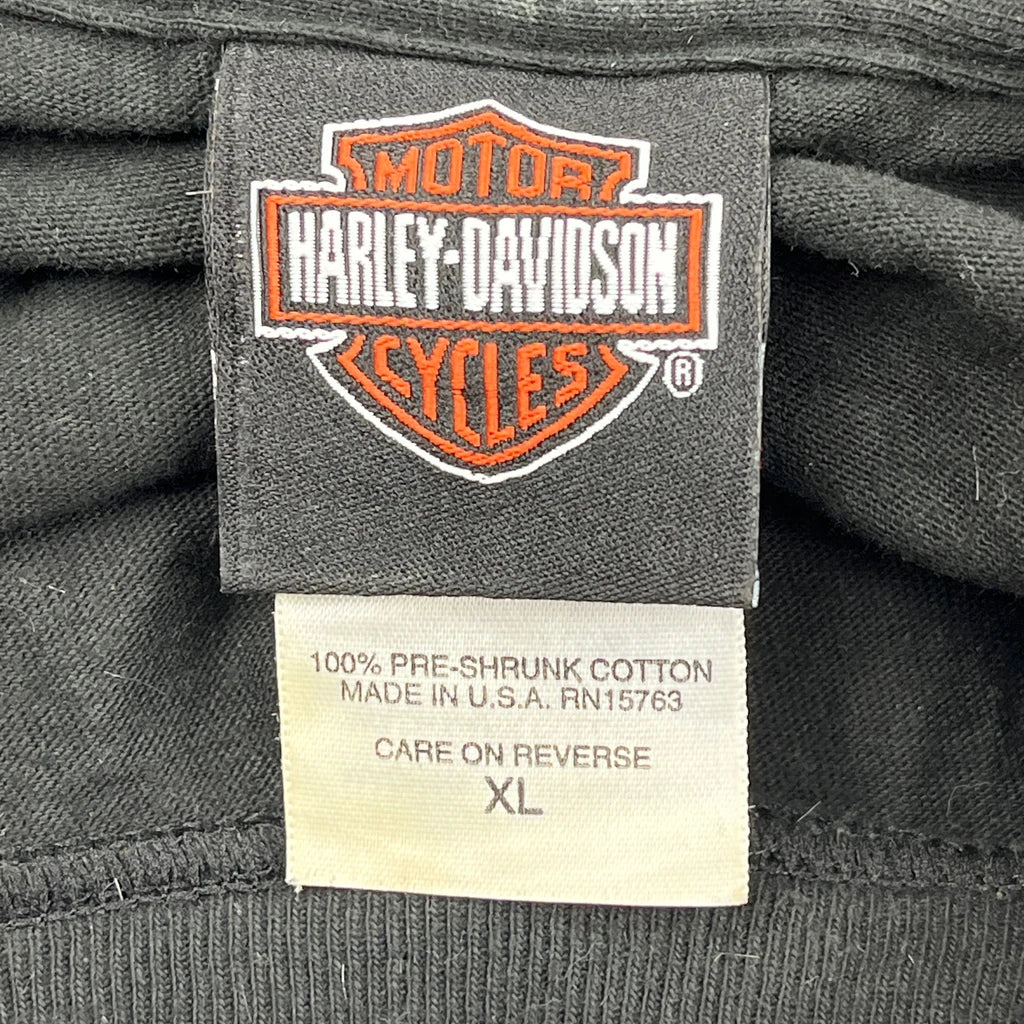 MOTOR
HARLEY-DAVIDSON
CYCLES
®
100% PRE-SHRUNK COTTON
MADE IN U.S.A. RN15763
CARE ON REVERSE
XL